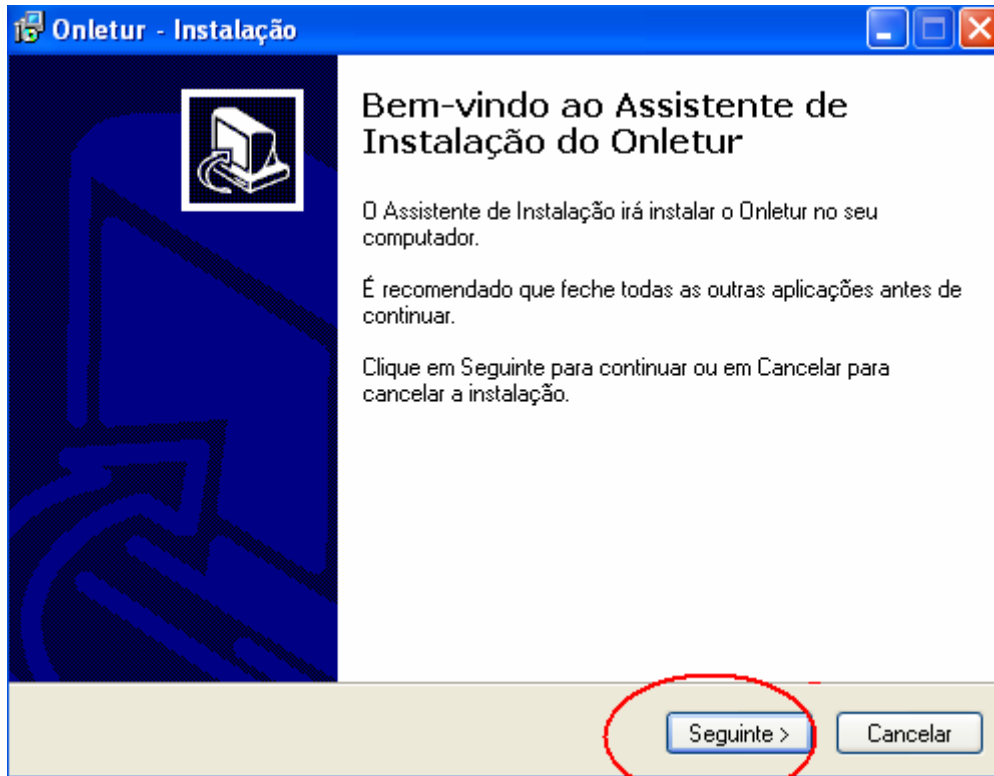 Onletur - Instalação
Bem-vindo ao Assistente de
Instalação do Onletur
O Assistente de Instalação irá instalar o Onletur no seu
computador.
É recomendado que feche todas as outras aplicações antes de
continuar.
Clique em Seguinte para continuar ou em Cancelar para
cancelar a instalação.
Seguinte >
Cancelar